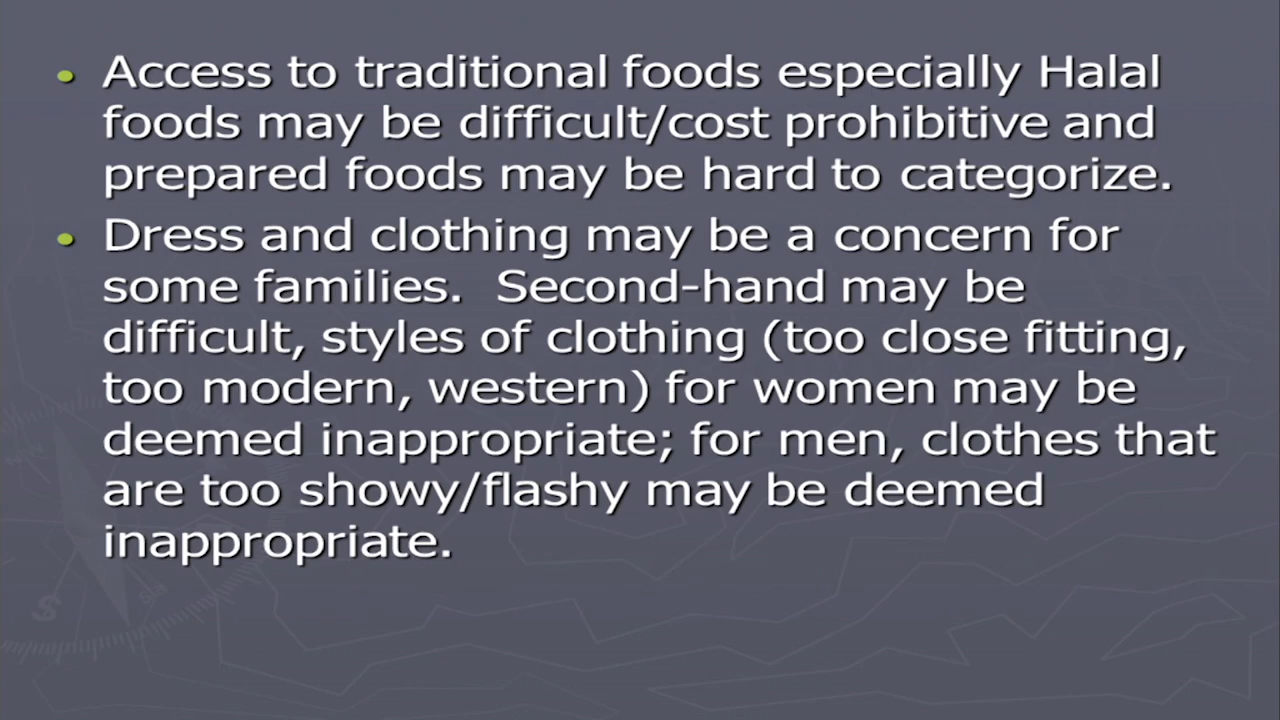 • Access to traditional foods especially Halal
foods may be difficult/cost prohibitive and
prepared foods may be hard to categorize.
• Dress and clothing may be a concern for
some families.  Second-hand may be
difficult, styles of clothing (too close fitting,
too modern, western) for women may be
deemed inappropriate; for men, clothes that
are too showy/flashy may be deemed
inappropriate.